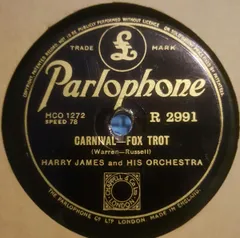 TRADE £ MARK
Parlophone
MCO 1272
SPEED 78
R 2991
CARNIVAL—FOX TROT
(Warren—Russell)
HARRY JAMES and HIS ORCHESTRA
THE PARLOPHONE Cº LTD LONDON. MADE IN ENGLAND.